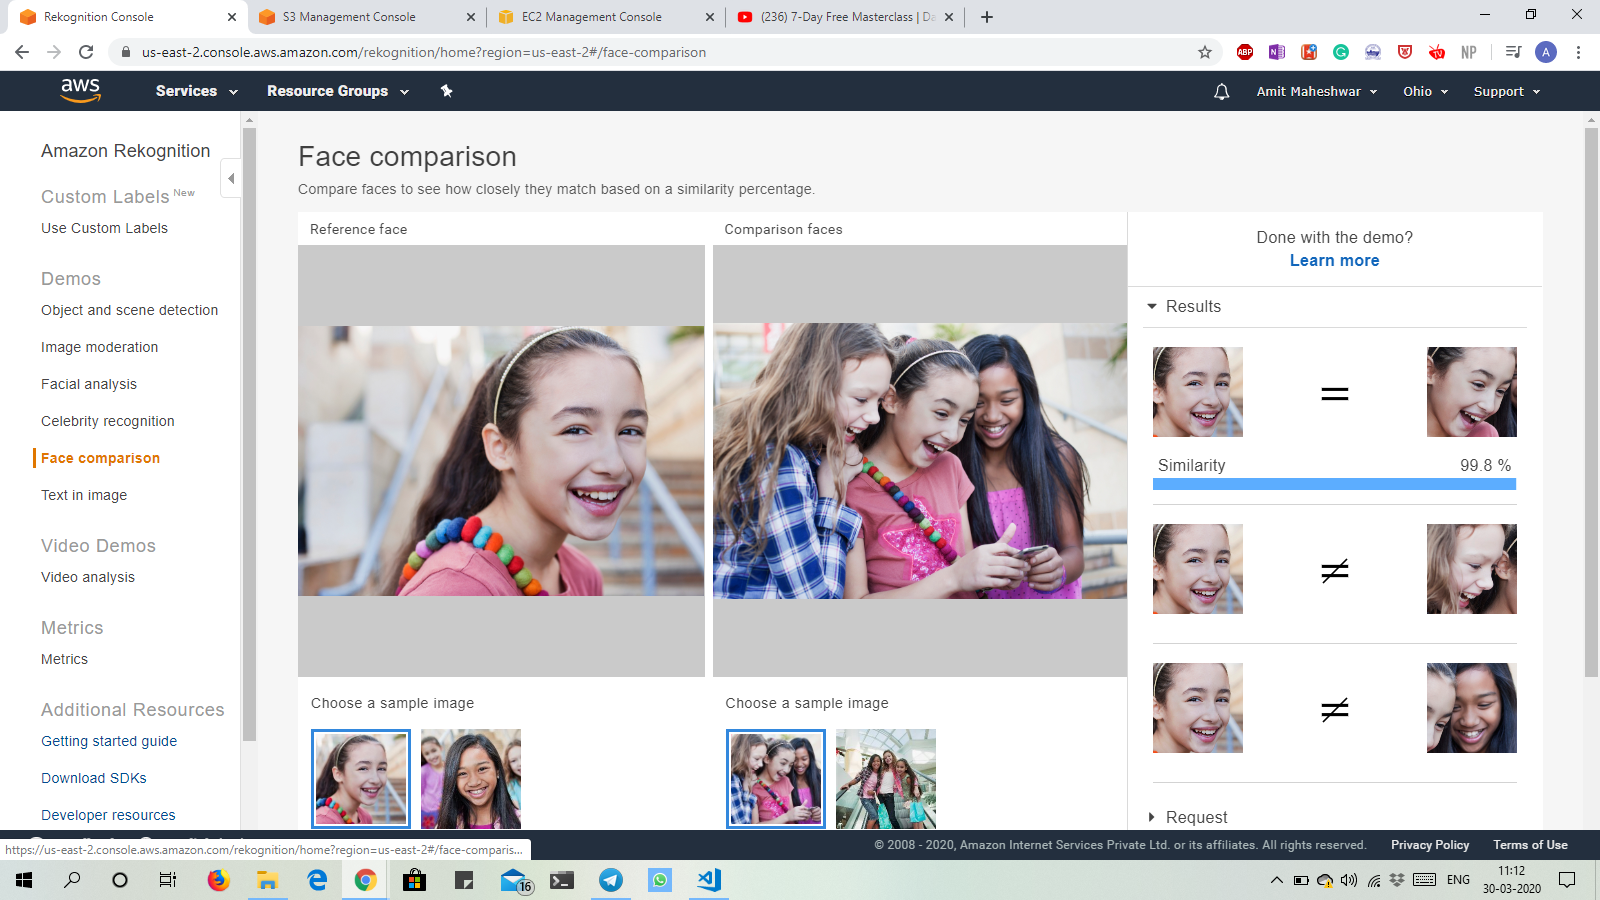 Rekognition Console
S3 Management Console
EC2 Management Console
(236) 7-Day Free Masterclass | Da
us-east-2.console.aws.amazon.com/rekognition/home?region=us-east-2#/face-comparison
ABP
N
G
TV
NP
A
aws
Services
Resource Groups
Amit Maheshwar
Ohio
Support
Amazon Rekognition
Custom Labels New
Use Custom Labels
Demos
Object and scene detection
Image moderation
Facial analysis
Celebrity recognition
Face comparison
Text in image
Video Demos
Video analysis
Metrics
Metrics
Additional Resources
Getting started guide
Download SDKs
Developer resources
Face comparison
Compare faces to see how closely they match based on a similarity percentage.
Reference face
Comparison faces
Choose a sample image
Choose a sample image
Done with the demo?
Learn more
Results
=
Similarity
99.8 %
≠
≠
Request
© 2008 - 2020, Amazon Internet Services Private Ltd. or its affiliates. All rights reserved.
Privacy Policy
Terms of Use
https://us-east-2.console.aws.amazon.com/rekognition/home?region=us-east-2#/face-comparis...
16
ENG
11:12
30-03-2020